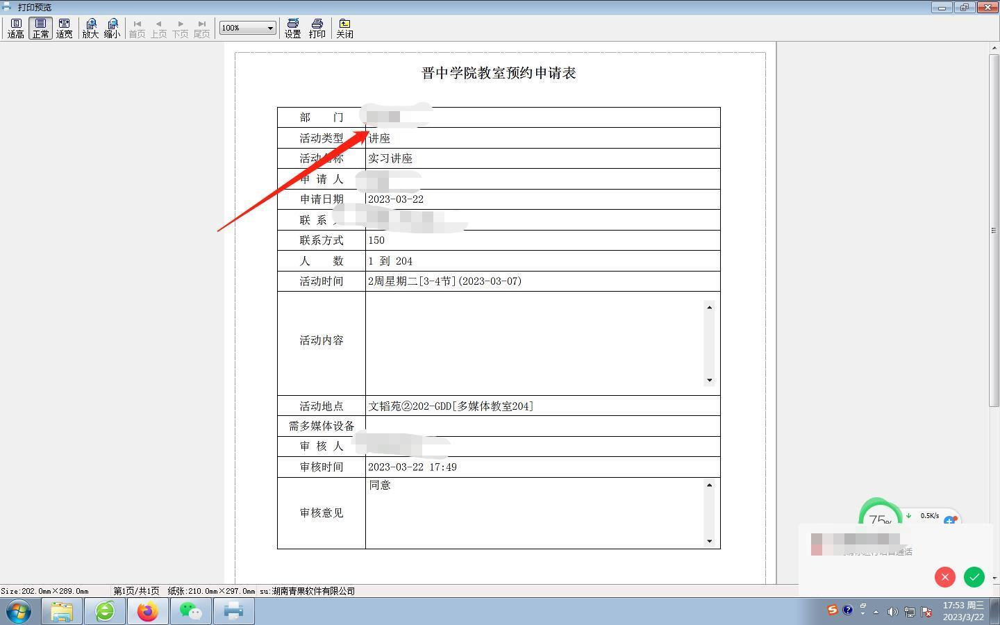 打印预览
适高 正常 适宽 放大 缩小 首页 上页 下页 尾页 100% 设置 打印 关闭
晋中学院教室预约申请表
部 门
活动类型 讲座
活动名称 实习讲座
申 请 人
申请日期 2023-03-22
联 系
联系方式 150
人 数 1 到 204
活动时间 2周星期二[3-4节](2023-03-07)
活动内容
活动地点 文韬苑②202-GDD[多媒体教室204]
需多媒体设备
审 核 人
审核时间 2023-03-22 17:49
审核意见 同意
75%
0.5K/s
通话
Size:202.0mm×289.0mm 第1页/共1页 纸张:210.0mm×297.0mm su:湖南青果软件有限公司
17:53 周三
2023/3/22